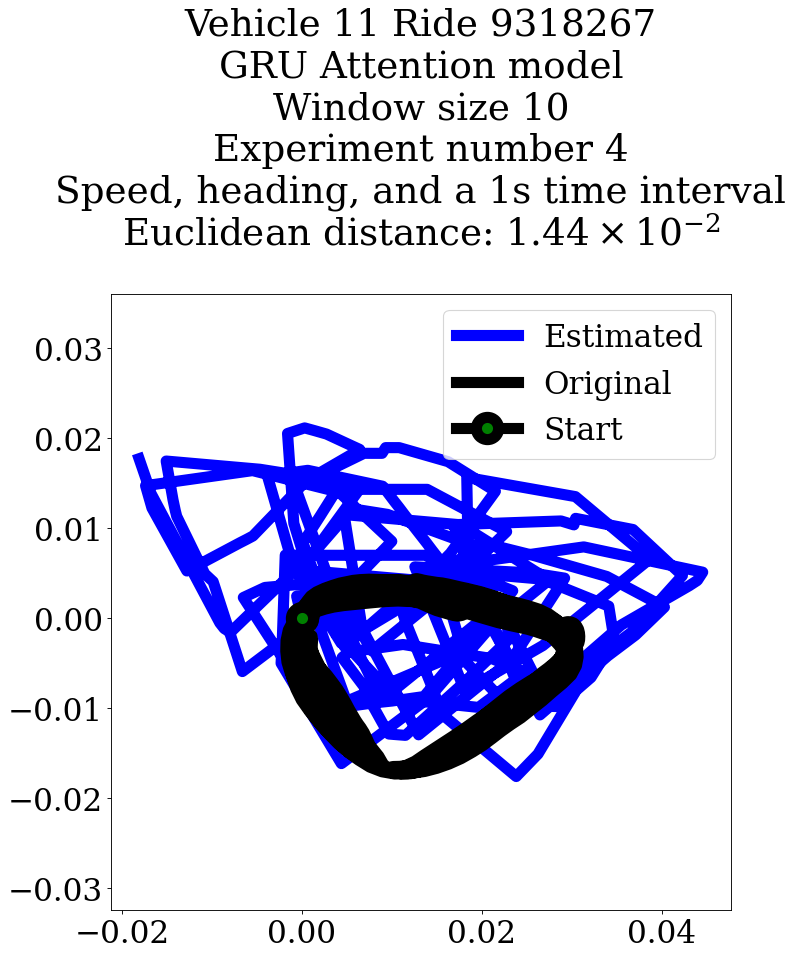 Vehicle 11 Ride 9318267
GRU Attention model
Window size 10
Experiment number 4
Speed, heading, and a 1s time interval
Euclidean distance: 1.44 × 10⁻²
Estimated
Original
Start
0.03
0.02
0.01
0.00
−0.01
−0.02
−0.03
−0.02 0.00 0.02 0.04